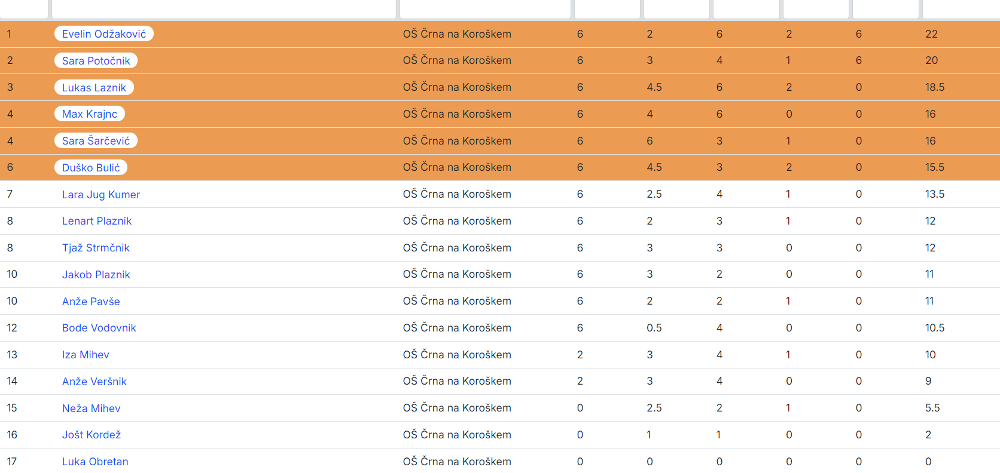 1 Evelin Odžaković OŠ Črna na Koroškem 6 2 6 2 6 22
2 Sara Potočnik OŠ Črna na Koroškem 6 3 4 1 6 20
3 Lukas Laznik OŠ Črna na Koroškem 6 4.5 6 2 0 18.5
4 Max Krajnc OŠ Črna na Koroškem 6 4 6 0 0 16
4 Sara Šarčević OŠ Črna na Koroškem 6 6 3 1 0 16
6 Duško Bulić OŠ Črna na Koroškem 6 4.5 3 2 0 15.5
7 Lara Jug Kumer OŠ Črna na Koroškem 6 2.5 4 1 0 13.5
8 Lenart Plaznik OŠ Črna na Koroškem 6 2 3 1 0 12
8 Tjaž Strmčnik OŠ Črna na Koroškem 6 3 3 0 0 12
10 Jakob Plaznik OŠ Črna na Koroškem 6 3 2 0 0 11
10 Anže Pavše OŠ Črna na Koroškem 6 2 2 1 0 11
12 Bode Vodovnik OŠ Črna na Koroškem 6 0.5 4 0 0 10.5
13 Iza Mihev OŠ Črna na Koroškem 2 3 4 1 0 10
14 Anže Veršnik OŠ Črna na Koroškem 2 3 4 0 0 9
15 Neža Mihev OŠ Črna na Koroškem 0 2.5 2 1 0 5.5
16 Jošt Kordež OŠ Črna na Koroškem 0 1 1 0 0 2
17 Luka Obretan OŠ Črna na Koroškem 0 0 0 0 0 0